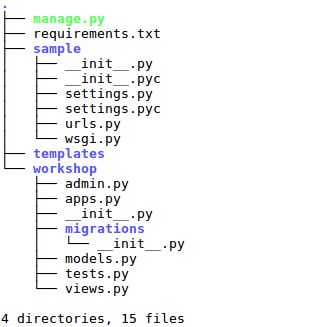 .
├── manage.py
├── requirements.txt
├── sample
│   ├── __init__.py
│   ├── __init__.pyc
│   ├── settings.py
│   ├── settings.pyc
│   ├── urls.py
│   └── wsgi.py
├── templates
└── workshop
    ├── admin.py
    ├── apps.py
    ├── __init__.py
    ├── migrations
    │   └── __init__.py
    ├── models.py
    ├── tests.py
    └── views.py

4 directories, 15 files